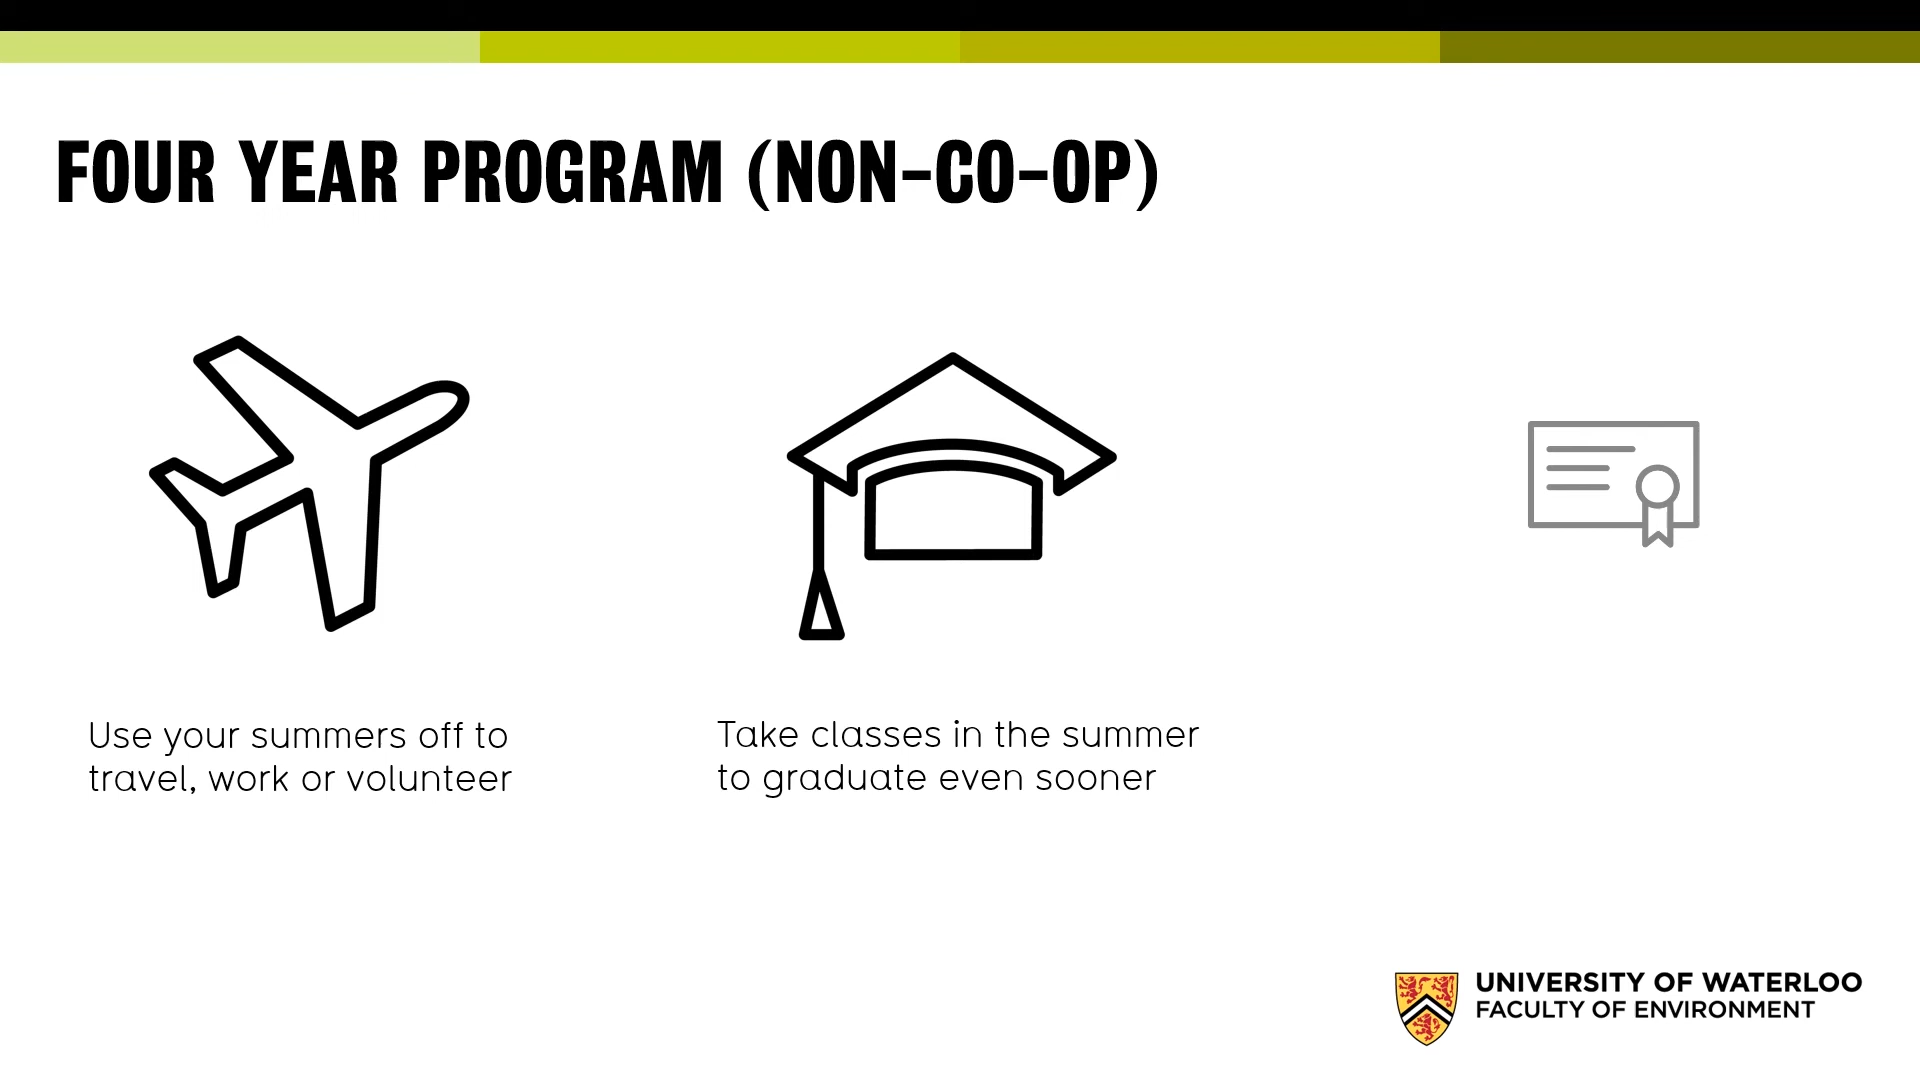 FOUR YEAR PROGRAM (NON-CO-OP)
Use your summers off to
travel, work or volunteer
Take classes in the summer
to graduate even sooner
UNIVERSITY OF WATERLOO
FACULTY OF ENVIRONMENT